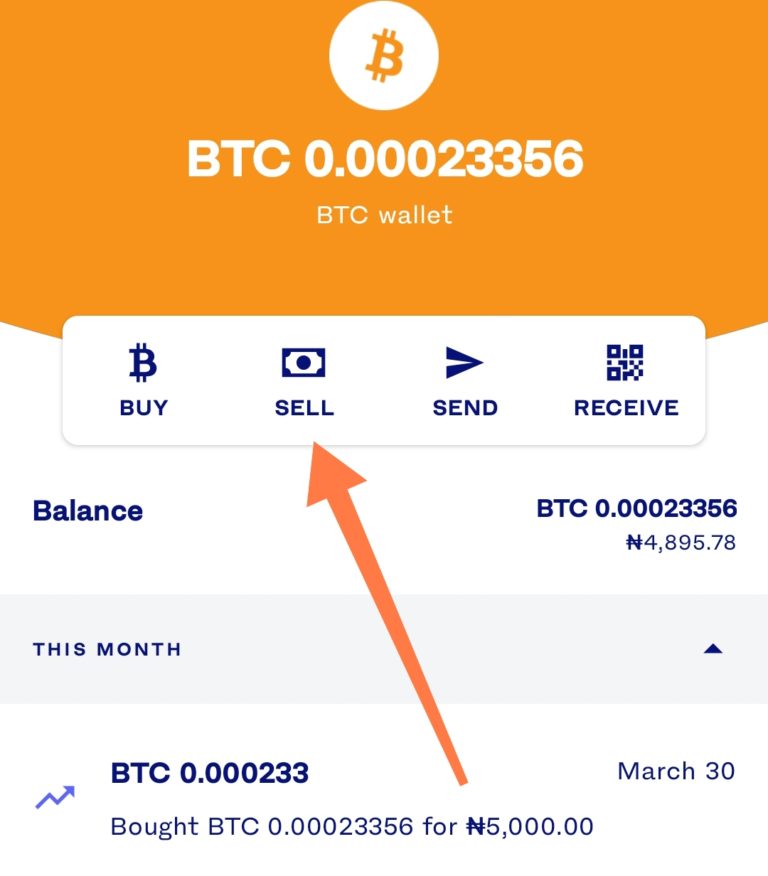 BTC 0.00023356
BTC wallet
BUY SELL SEND RECEIVE
Balance BTC 0.00023356
₦4,895.78
THIS MONTH
BTC 0.000233 March 30
Bought BTC 0.00023356 for ₦5,000.00